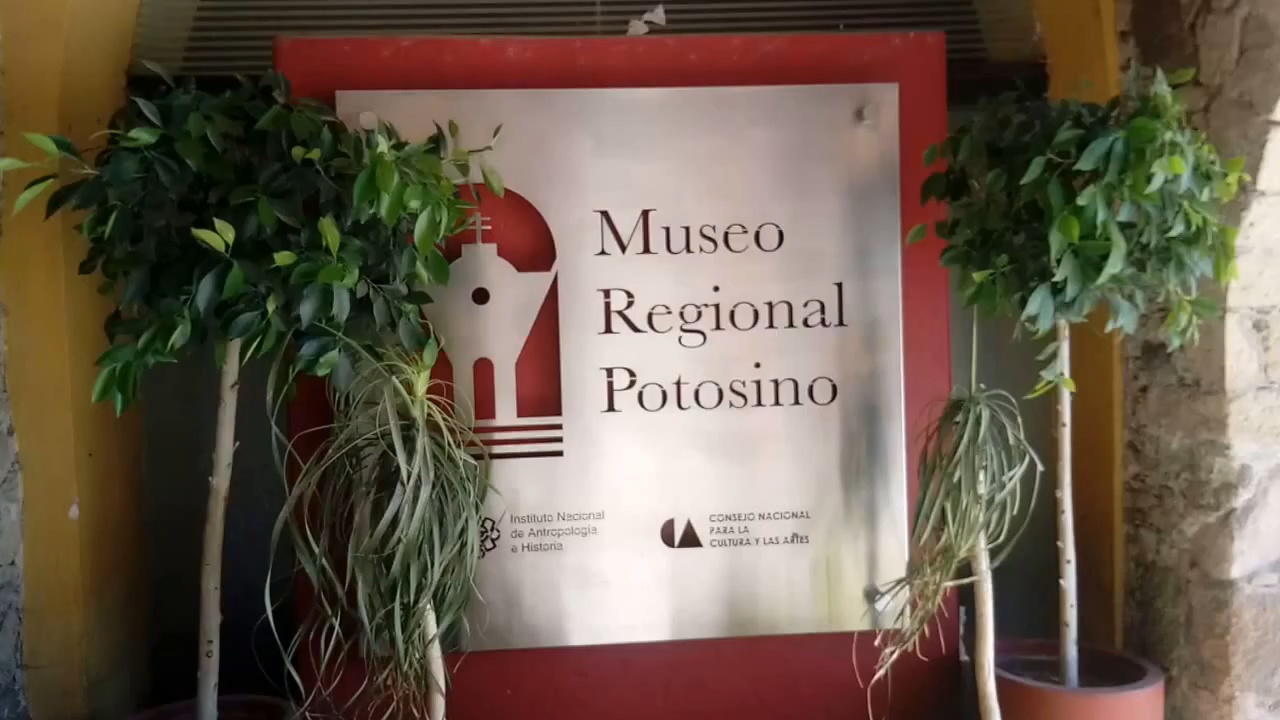 Museo
Regional
Potosino
Instituto Nacional
de Antropología
e Historia
CONSEJO NACIONAL
PARA LA
CULTURA Y LAS ARTES